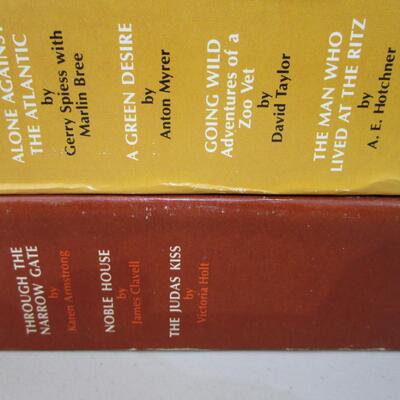 ALONE AGAINST
THE ATLANTIC
by
Gerry Spiess with
Marlin Bree
A GREEN DESIRE
by
Anton Myrer
GOING WILD
Adventures of a
Zoo Vet
by
David Taylor
THE MAN WHO
LIVED AT THE RITZ
by
A. E. Hotchner
THROUGH THE
NARROW GATE
by
Karen Armstrong
NOBLE HOUSE
by
James Clavell
THE JUDAS KISS
by
Victoria Holt